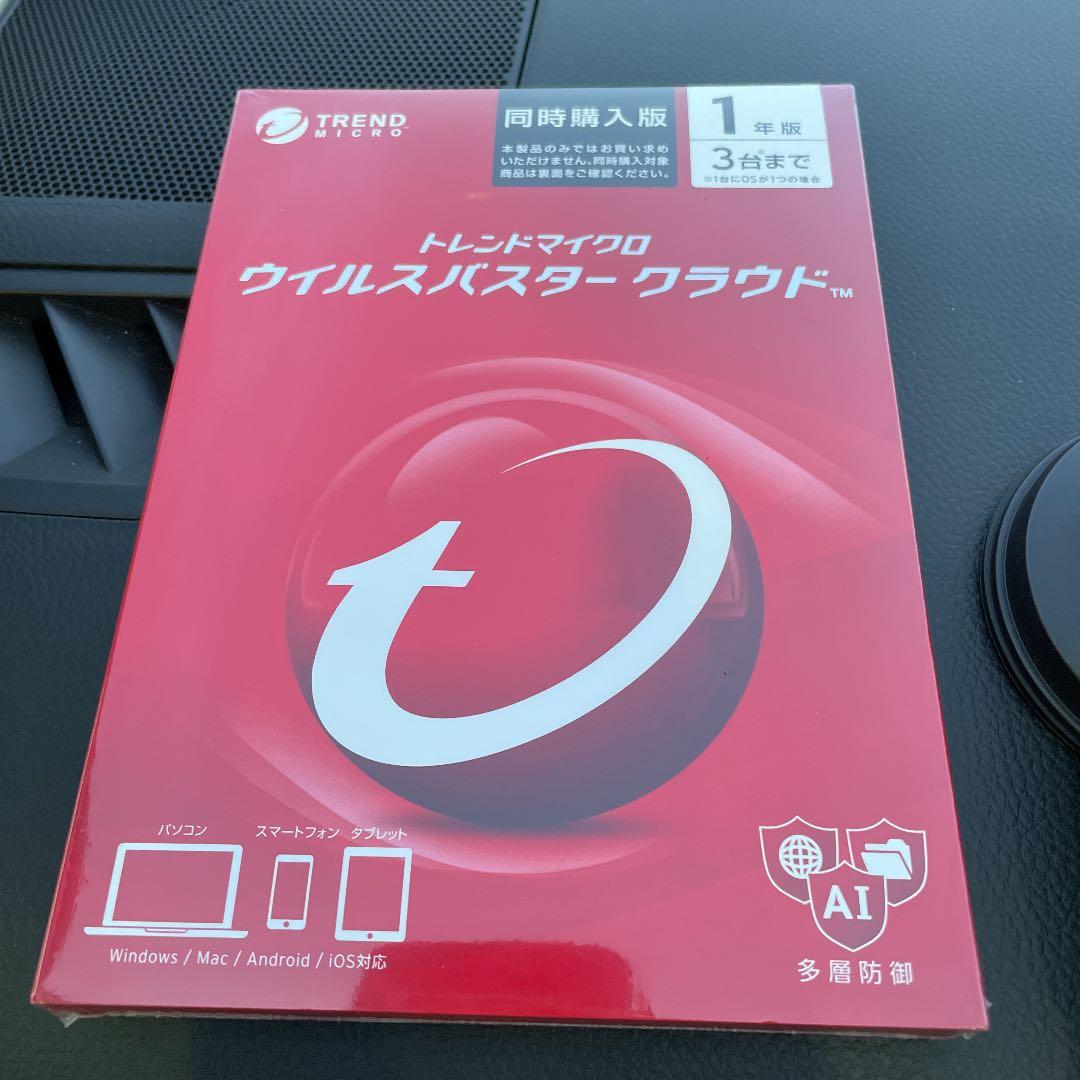 TREND
MICRO™
同時購入版
本製品のみではお買い求め
いただけません。同時購入対象
商品は裏面をご確認ください。
1年版
3台まで※
※1台にOSが1つの場合
トレンドマイクロ
ウイルスバスター クラウド™
t
パソコン
スマートフォン
タブレット
Windows / Mac / Android / iOS対応
AI
多層防御